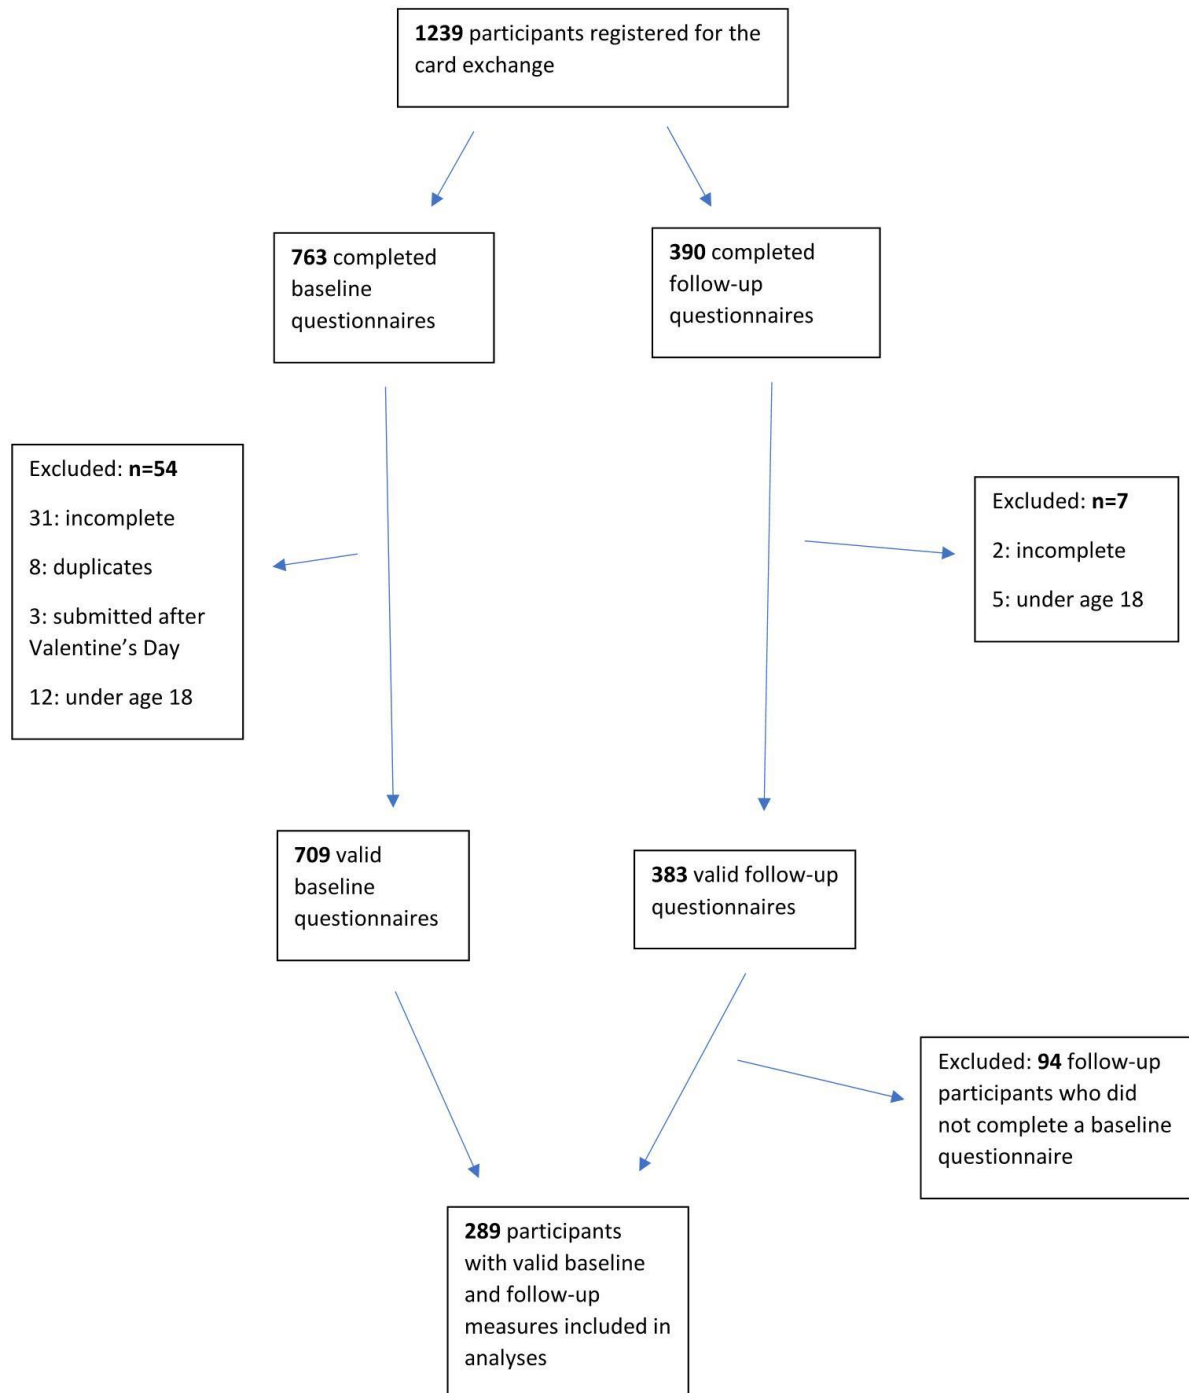 1239 participants registered for the
card exchange
763 completed
baseline
questionnaires
390 completed
follow-up
questionnaires
Excluded: n=54
31: incomplete
8: duplicates
3: submitted after
Valentine’s Day
12: under age 18
Excluded: n=7
2: incomplete
5: under age 18
709 valid
baseline
questionnaires
383 valid follow-up
questionnaires
Excluded: 94 follow-up
participants who did
not complete a baseline
questionnaire
289 participants
with valid baseline
and follow-up
measures included in
analyses